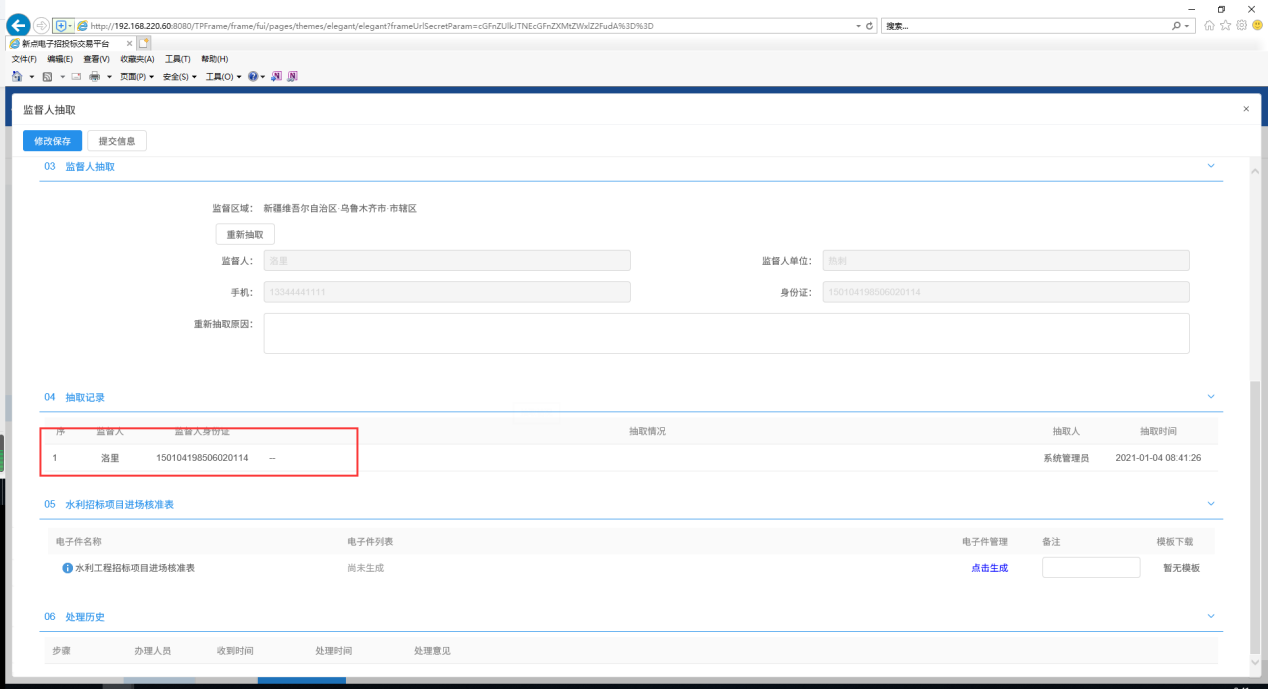 http://192.168.220.60:8080/TPFrame/frame/fui/pages/themes/elegant/elegant?frameUrlSecretParam=cGFnZUlkJTNEcGFnZXMtZWxlZ2FudA%3D%3D 搜索...
新点电子招投标交易平台
文件(F) 编辑(E) 查看(V) 收藏夹(A) 工具(T) 帮助(H)
页面(P) 安全(S) 工具(O)
监督人抽取
修改保存 提交信息
03 监督人抽取
监督区域: 新疆维吾尔自治区·乌鲁木齐市·市辖区
重新抽取
监督人: 洛里 监督人单位: 热刺
手机: 13344441111 身份证: 150104198506020114
重新抽取原因:
04 抽取记录
序 监督人 监督人身份证 抽取情况 抽取人 抽取时间
1 洛里 150104198506020114 -- 系统管理员 2021-01-04 08:41:26
05 水利招标项目进场核准表
电子件名称 电子件列表 电子件管理 备注 模板下载
水利工程招标项目进场核准表 尚未生成 点击生成 暂无模板
06 处理历史
步骤 办理人员 收到时间 处理时间 处理意见